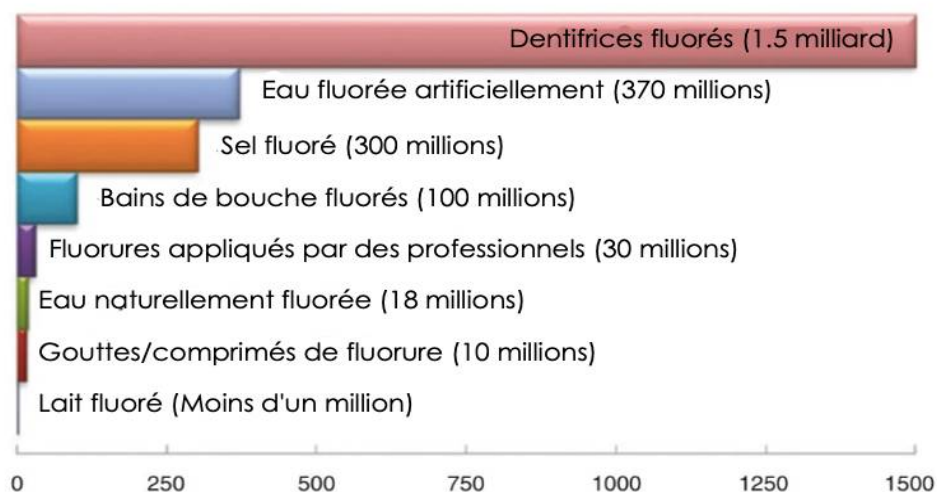 Dentifrices fluorés (1.5 milliard)
Eau fluorée artificiellement (370 millions)
Sel fluoré (300 millions)
Bains de bouche fluorés (100 millions)
Fluorures appliqués par des professionnels (30 millions)
Eau naturellement fluorée (18 millions)
Gouttes/comprimés de fluorure (10 millions)
Lait fluoré (Moins d'un million)
0 250 500 750 1000 1250 1500